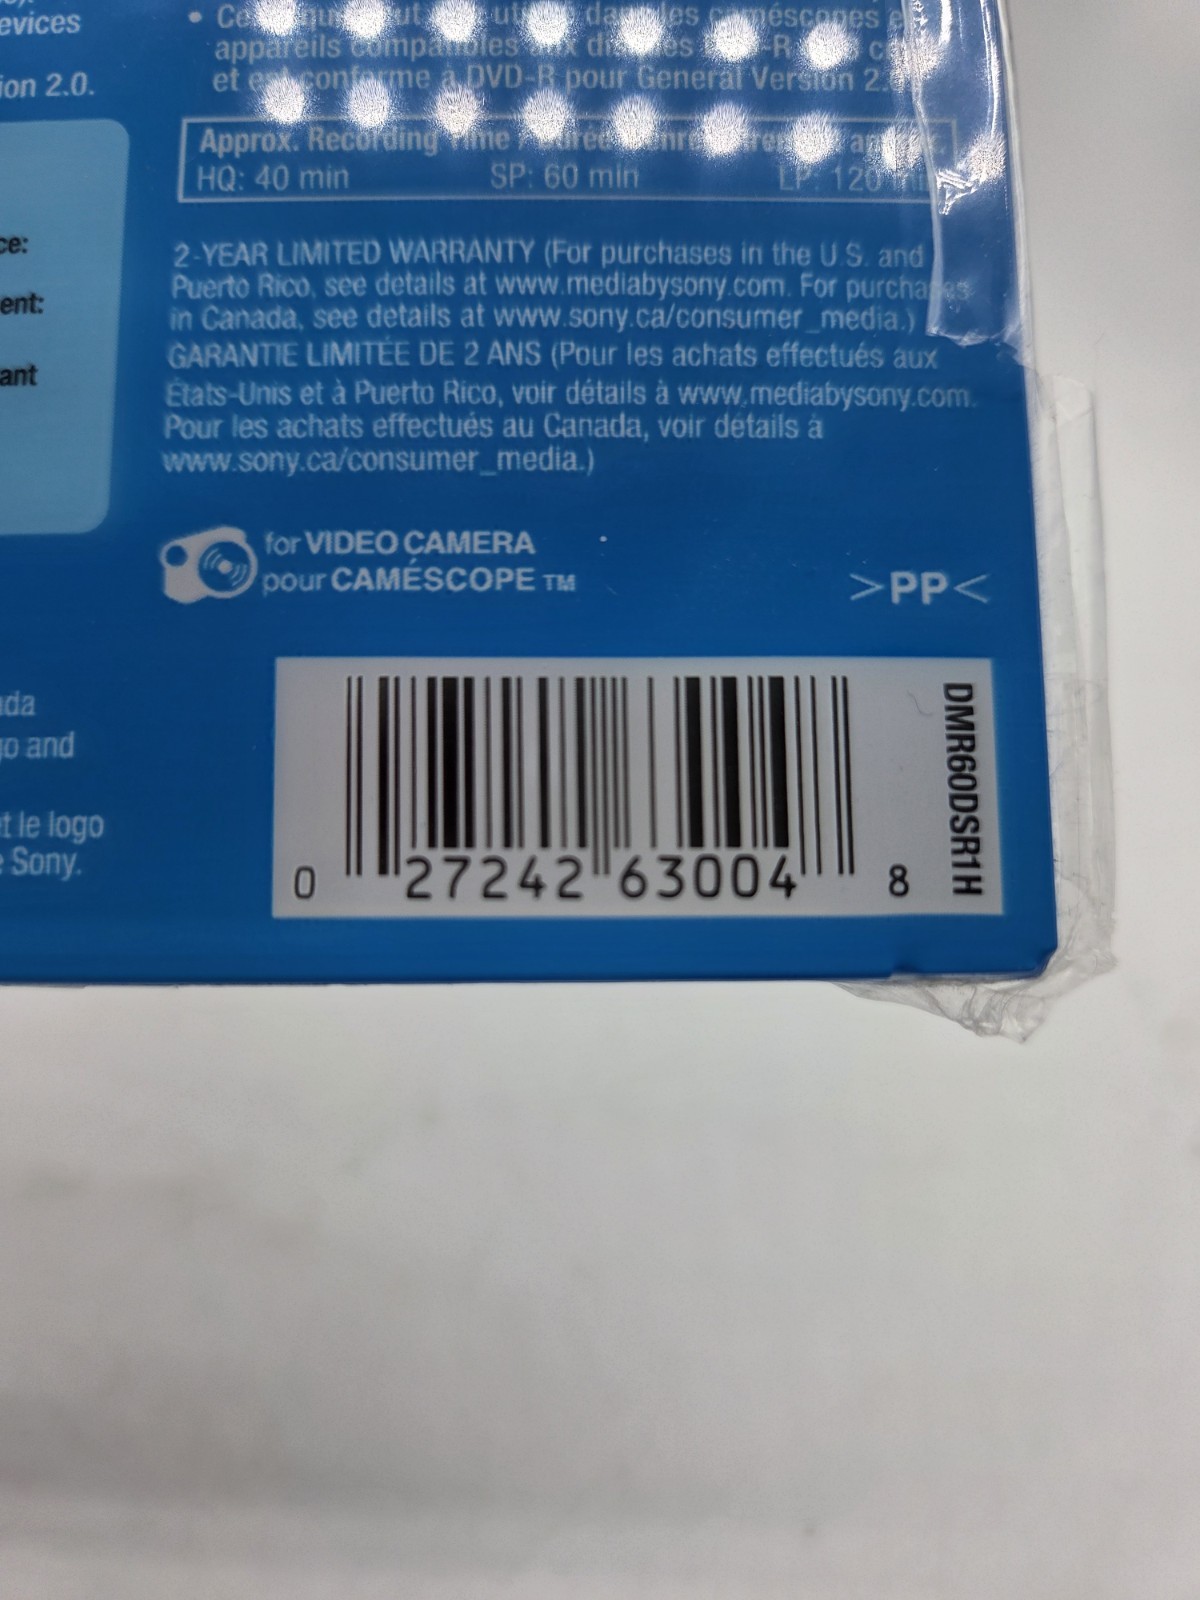 evices
ion 2.0.
appareils compatibles
et est conforme à DVD-R pour General Version 2.
Approx. Recording
HQ: 40 min SP: 60 min LP: 120
ce:
ent:
ant
2-YEAR LIMITED WARRANTY (For purchases in the U.S. and
Puerto Rico, see details at www.mediabysony.com. For purchases
in Canada, see details at www.sony.ca/consumer_media.)
GARANTIE LIMITÉE DE 2 ANS (Pour les achats effectués aux
États-Unis et à Puerto Rico, voir détails à www.mediabysony.com.
Pour les achats effectués au Canada, voir détails à
www.sony.ca/consumer_media.)
for VIDEO CAMERA
pour CAMÉSCOPE TM
>PP<
ada
go and
t le logo
e Sony.
0 27242 63004 8
DMR60DSR1H